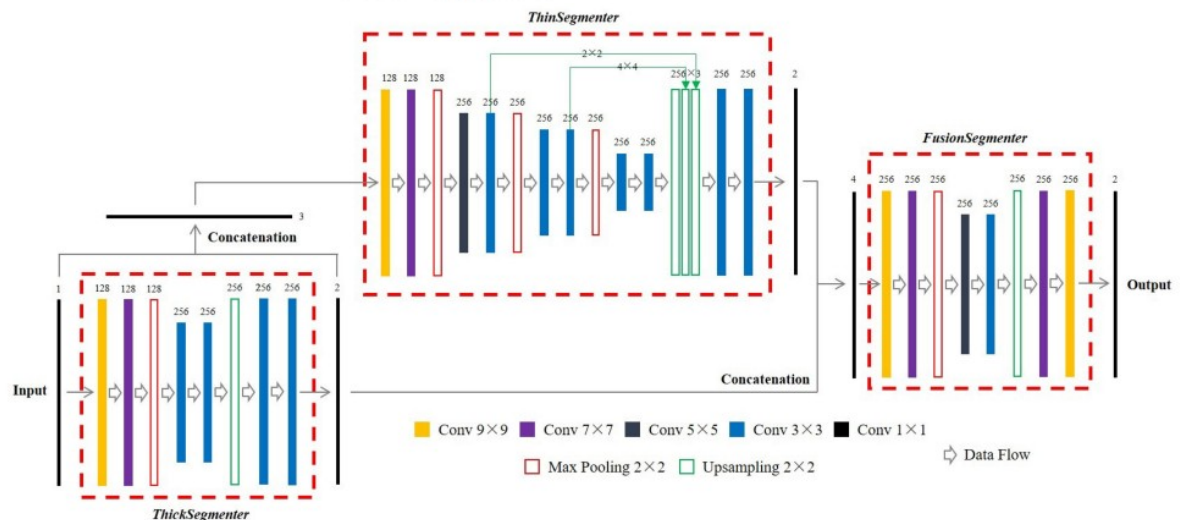 ThinSegmenter
2×2
4×4
128 128 128 256 256 256 256 256 256 256 256 256×3 256 256 2
FusionSegmenter
4 256 256 256 256 256 256 256 256 2
3
Concatenation
1 128 128 128 256 256 256 256 256 2
Input
Output
Concatenation
Conv 9×9 Conv 7×7 Conv 5×5 Conv 3×3 Conv 1×1
Max Pooling 2×2 Upsampling 2×2
Data Flow
ThickSegmenter